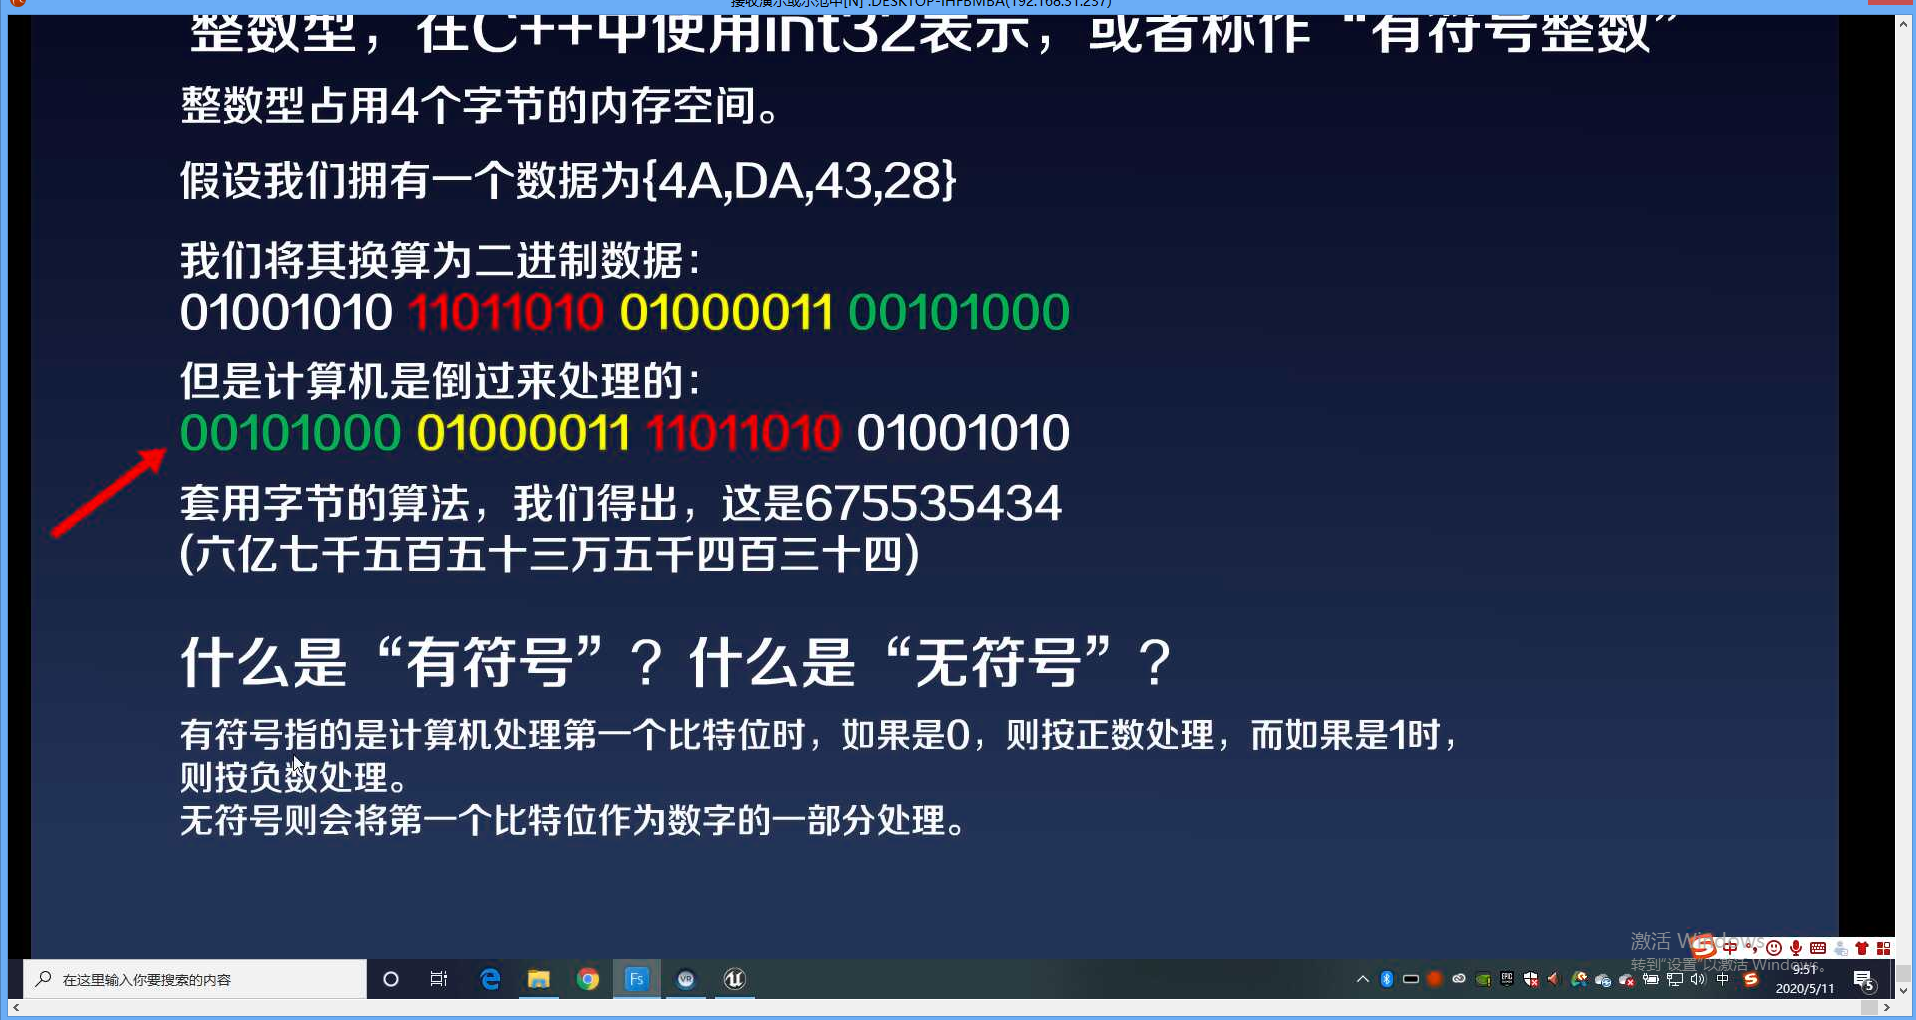 接收演示或示范中[N] :DESKTOP-IHFBMBA(192.168.31.237)
整数型，在C++中使用int32表示，或者称作“有符号整数”
整数型占用4个字节的内存空间。
假设我们拥有一个数据为{4A,DA,43,28}
我们将其换算为二进制数据：
01001010 11011010 01000011 00101000
但是计算机是倒过来处理的：
00101000 01000011 11011010 01001010
套用字节的算法，我们得出，这是675535434
(六亿七千五百五十三万五千四百三十四)
什么是“有符号”？什么是“无符号”？
有符号指的是计算机处理第一个比特位时，如果是0，则按正数处理，而如果是1时，
则按负数处理。
无符号则会将第一个比特位作为数字的一部分处理。
激活 Windows
转到“设置”以激活 Windows。
中
在这里输入你要搜索的内容
Fs
VR
EPIC
中
9:51
2020/5/11
5